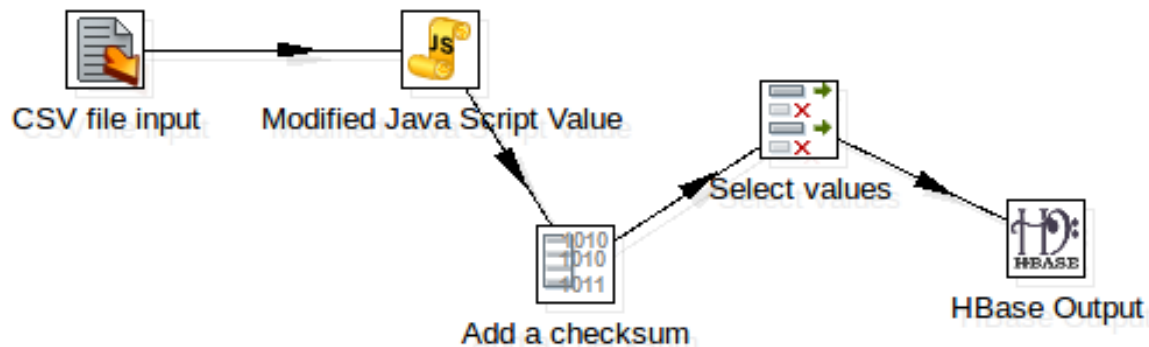 JS
CSV file input
Modified Java Script Value
Select values
1010
1010
1011
HBASE
Add a checksum
HBase Output